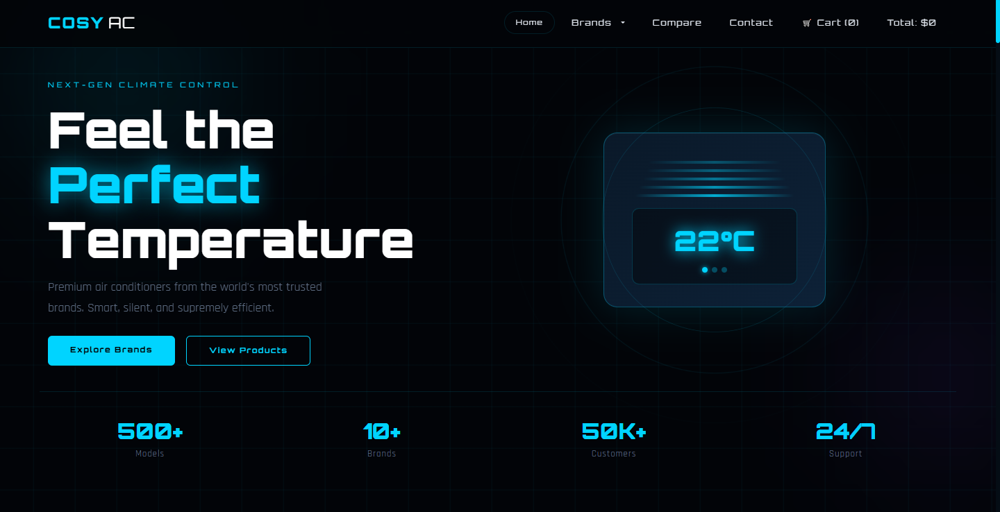 COSY AC
Home
Brands
Compare
Contact
Cart (0)
Total: $0
NEXT-GEN CLIMATE CONTROL
Feel the
Perfect
Temperature
Premium air conditioners from the world's most trusted
brands. Smart, silent, and supremely efficient.
Explore Brands
View Products
22°C
500+
Models
10+
Brands
50K+
Customers
24/7
Support